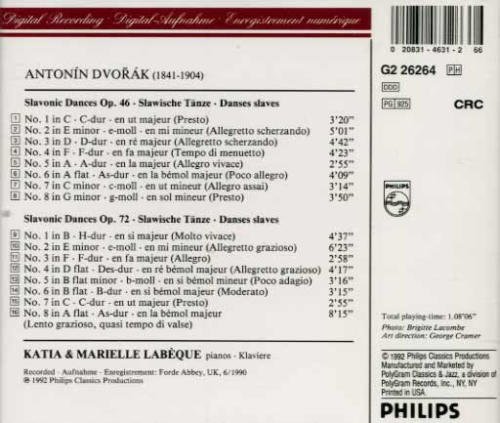 Digital Recording · Digital-Aufnahme · Enregistrement numérique
ANTONÍN DVOŘÁK (1841-1904)
Slavonic Dances Op. 46 · Slawische Tänze · Danses slaves
1 No. 1 in C · C-dur · en ut majeur (Presto) 3'20"
2 No. 2 in E minor · e-moll · en mi mineur (Allegretto scherzando) 5'01"
3 No. 3 in D · D-dur · en ré majeur (Allegretto scherzando) 4'42"
4 No. 4 in F · F-dur · en fa majeur (Tempo di menuetto) 4'23"
5 No. 5 in A · A-dur · en la majeur (Allegro vivace) 2'55"
6 No. 6 in A flat · As-dur · en la bémol majeur (Poco allegro) 4'09"
7 No. 7 in C minor · c-moll · en ut mineur (Allegro assai) 3'14"
8 No. 8 in G minor · g-moll · en sol mineur (Presto) 3'50"
Slavonic Dances Op. 72 · Slawische Tänze · Danses slaves
9 No. 1 in B · H-dur · en si majeur (Molto vivace) 4'37"
10 No. 2 in E minor · e-moll · en mi mineur (Allegretto grazioso) 6'23"
11 No. 3 in F · F-dur · en fa majeur (Allegro) 2'58"
12 No. 4 in D flat · Des-dur · en ré bémol majeur (Allegretto grazioso) 4'17"
13 No. 5 in B flat minor · b-moll · en si bémol mineur (Poco adagio) 3'16"
14 No. 6 in B flat · B-dur · en si bémol majeur (Moderato) 3'15"
15 No. 7 in C · C-dur · en ut majeur (Presto) 2'55"
16 No. 8 in A flat · As-dur · en la bémol majeur 8'15"
(Lento grazioso, quasi tempo di valse)
KATIA & MARIELLE LABÈQUE pianos · Klaviere
Recorded · Aufnahme · Enregistrement: Forde Abbey, UK, 6/1990
℗ 1992 Philips Classics Productions
0 20831-4631-2 66
G2 26264 PH
DDD
PG 925 CRC
PHILIPS
Total playing-time: 1.08'06"
Photo: Brigitte Lacombe
Art direction: George Cramer
© 1992 Philips Classics Productions
Manufactured and Marketed by
PolyGram Classics & Jazz, a division of
PolyGram Records, Inc., NY, NY
Printed in USA.
PHILIPS